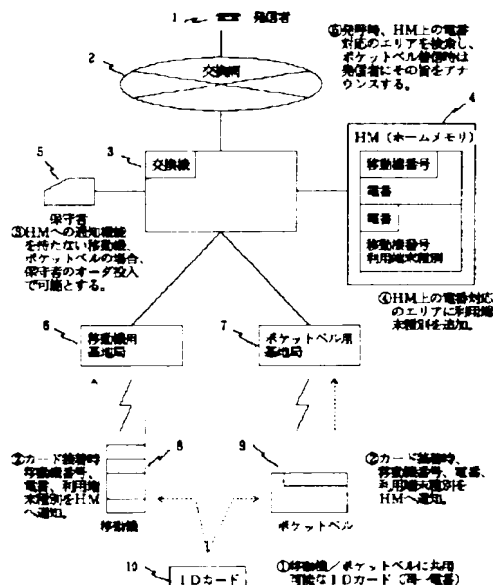 1
発信者
⑤発呼時、HM上の電番
対応のエリアを検索し、
ポケットベル着信時は
発信者にその旨をアナ
ウンスする。
2
交換網
4
HM(ホームメモリ)
移動機番号
電番
電番
移動機番号
利用端末種別
3
交換機
5
保守者
③HMへの通知機能
を持たない移動機、
ポケットベルの場合、
保守者のオーダ投入
で可能とする。
④HM上の電番対応
のエリアに利用端
末種別を追加。
6
移動機用
基地局
7
ポケットベル用
基地局
②カード装着時
移動機番号、
電番、利用端
末種別をHM
へ通知。
8
移動機
9
ポケットベル
②カード装着時、
移動機番号、電番、
利用端末種別を
HMへ通知。
10
IDカード
①移動機/ポケットベルに共用
可能なIDカード(同一電番)